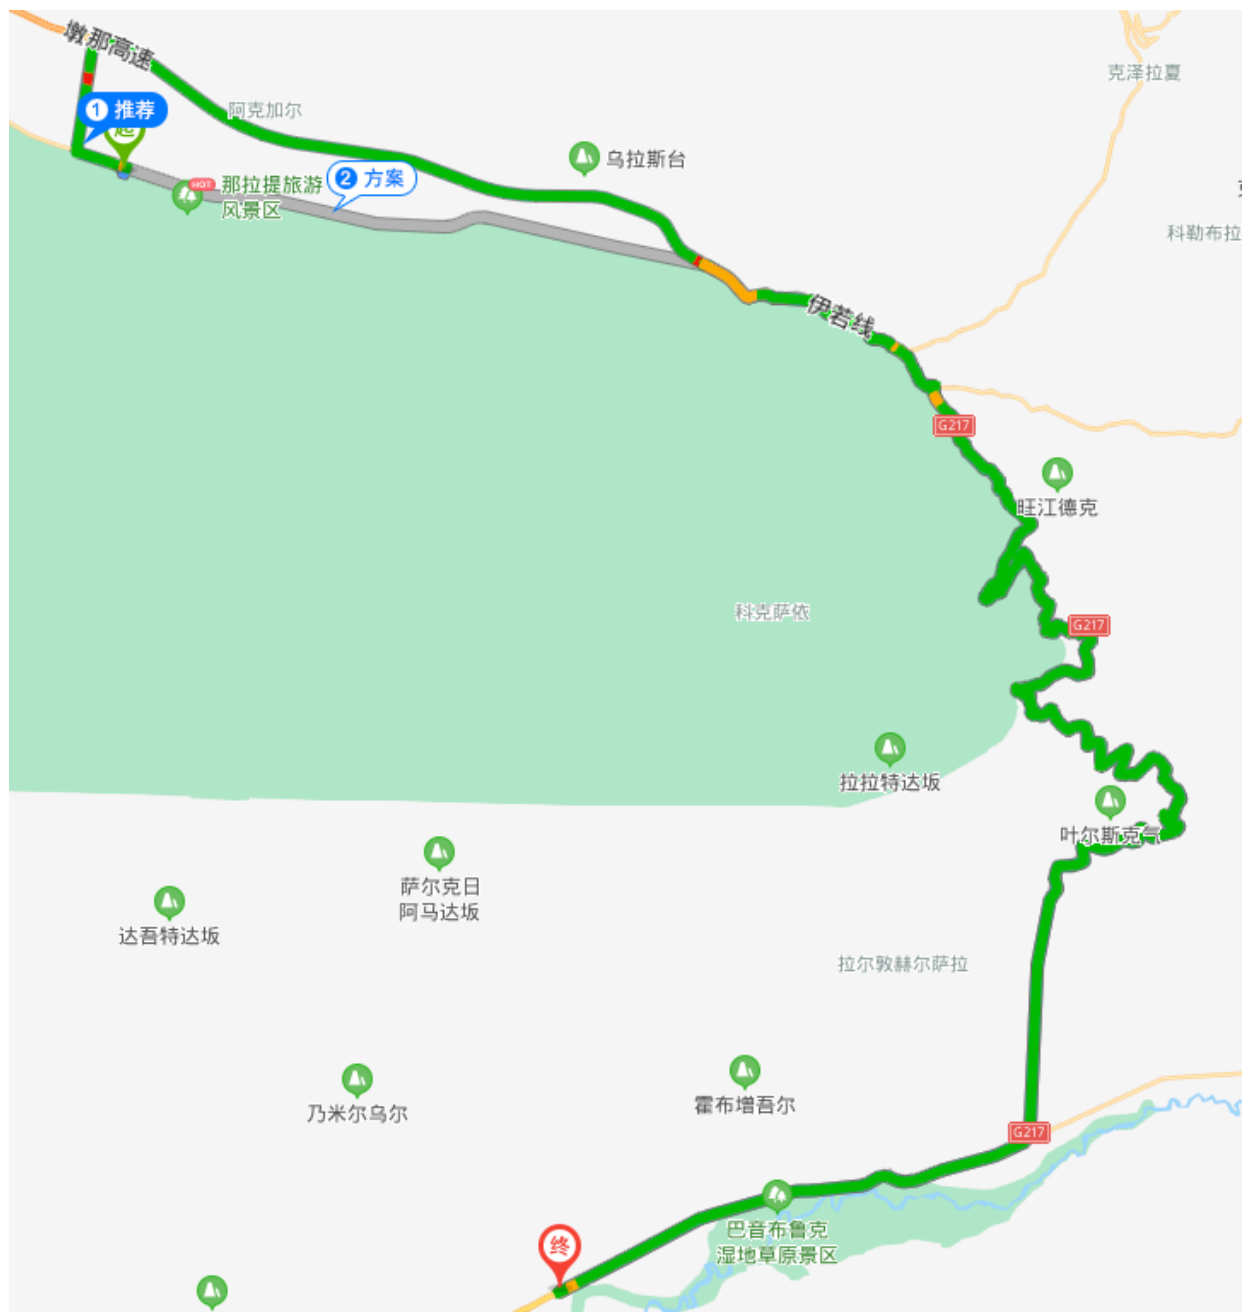 墩那高速
克泽拉夏
1 推荐
起
阿克加尔
乌拉斯台
2 方案
HOT
那拉提旅游
风景区
科勒布拉
伊若线
G217
旺江德克
科克萨依
G217
拉拉特达坂
叶尔斯克气
萨尔克日
阿马达坂
达吾特达坂
拉尔敦赫尔萨拉
乃米尔乌尔
霍布增吾尔
G217
巴音布鲁克
湿地草原景区
终